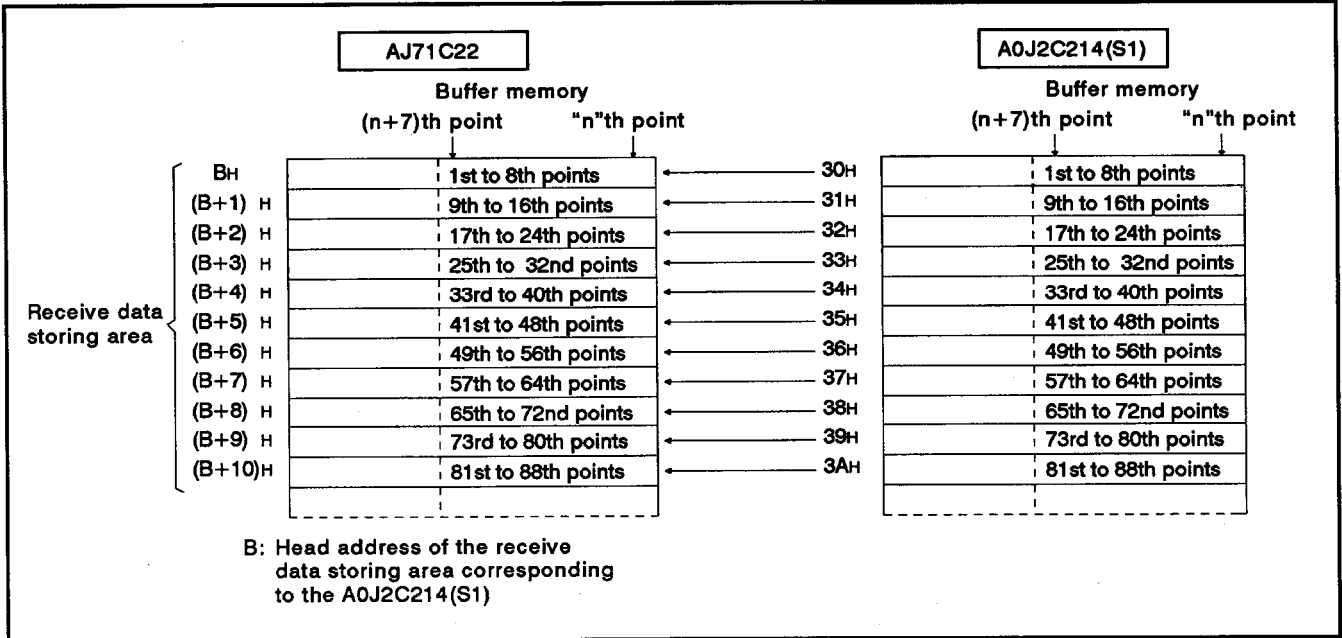 AJ71C22 A0J2C214(S1)
Buffer memory Buffer memory
(n+7)th point "n"th point (n+7)th point "n"th point
BH 1st to 8th points 30H 1st to 8th points
(B+1) H 9th to 16th points 31H 9th to 16th points
(B+2) H 17th to 24th points 32H 17th to 24th points
(B+3) H 25th to 32nd points 33H 25th to 32nd points
(B+4) H 33rd to 40th points 34H 33rd to 40th points
Receive data
storing area
(B+5) H 41st to 48th points 35H 41st to 48th points
(B+6) H 49th to 56th points 36H 49th to 56th points
(B+7) H 57th to 64th points 37H 57th to 64th points
(B+8) H 65th to 72nd points 38H 65th to 72nd points
(B+9) H 73rd to 80th points 39H 73rd to 80th points
(B+10)H 81st to 88th points 3AH 81st to 88th points
B: Head address of the receive
data storing area corresponding
to the A0J2C214(S1)